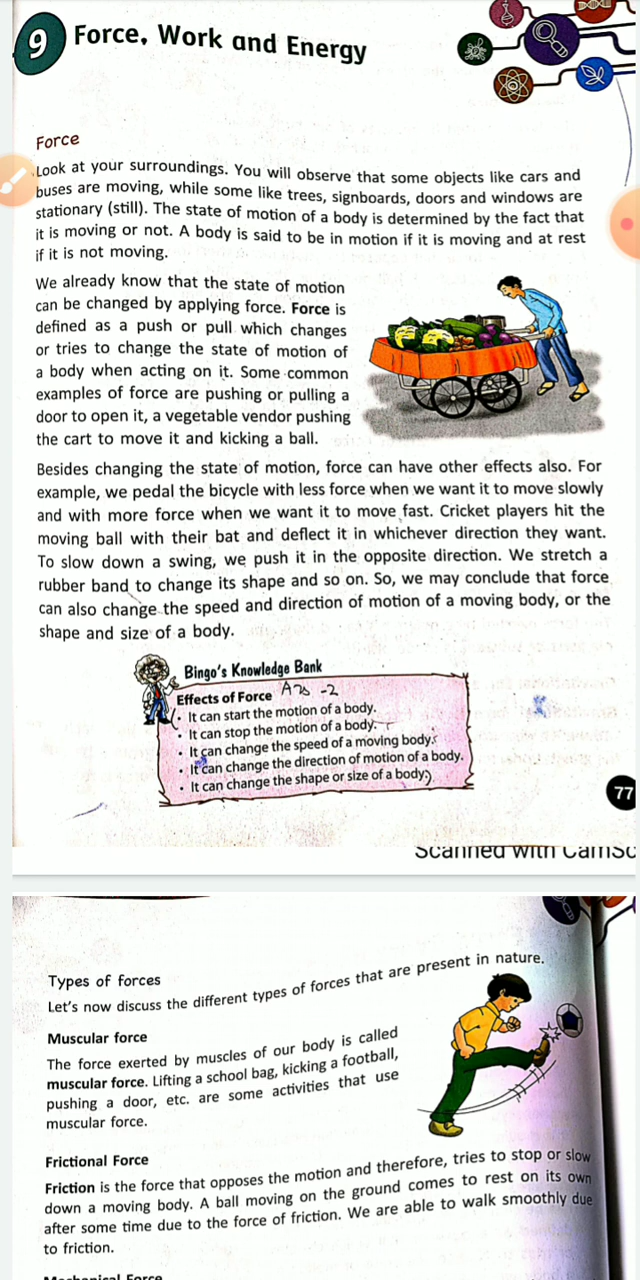 9
Force, Work and Energy
Force
Look at your surroundings. You will observe that some objects like cars and
buses are moving, while some like trees, signboards, doors and windows are
stationary (still). The state of motion of a body is determined by the fact that
it is moving or not. A body is said to be in motion if it is moving and at rest
if it is not moving.
We already know that the state of motion
can be changed by applying force. Force is
defined as a push or pull which changes
or tries to change the state of motion of
a body when acting on it. Some common
examples of force are pushing or pulling a
door to open it, a vegetable vendor pushing
the cart to move it and kicking a ball.
Besides changing the state of motion, force can have other effects also. For
example, we pedal the bicycle with less force when we want it to move slowly
and with more force when we want it to move fast. Cricket players hit the
moving ball with their bat and deflect it in whichever direction they want.
To slow down a swing, we push it in the opposite direction. We stretch a
rubber band to change its shape and so on. So, we may conclude that force
can also change the speed and direction of motion of a moving body, or the
shape and size of a body.
Bingo's Knowledge Bank
Effects of Force -2
• It can start the motion of a body.
• It can stop the motion of a body.
• It can change the speed of a moving body.
• It can change the direction of motion of a body.
• It can change the shape or size of a body.
77
Scanned with CamSc
Types of forces
Let's now discuss the different types of forces that are present in nature.
Muscular force
The force exerted by muscles of our body is called
muscular force. Lifting a school bag, kicking a football,
pushing a door, etc. are some activities that use
muscular force.
Frictional Force
Friction is the force that opposes the motion and therefore, tries to stop or slow
down a moving body. A ball moving on the ground comes to rest on its own
after some time due to the force of friction. We are able to walk smoothly due
to friction.
Mechanical Force